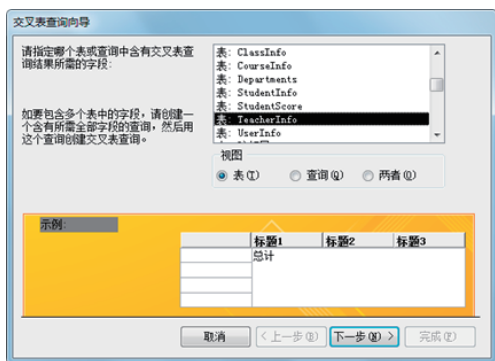 交叉表查询向导
请指定哪个表或查询中含有交叉表查
询结果所需的字段:
如要包含多个表中的字段，请创建一
个含有所需全部字段的查询，然后用
这个查询创建交叉表查询。
表: ClassInfo
表: CourseInfo
表: Departments
表: StudentInfo
表: StudentScore
表: TeacherInfo
表: UserInfo
视图
表(T) 查询(Q) 两者(O)
示例:
标题1 标题2 标题3
总计
取消 <上一步(B) 下一步(N)> 完成(F)